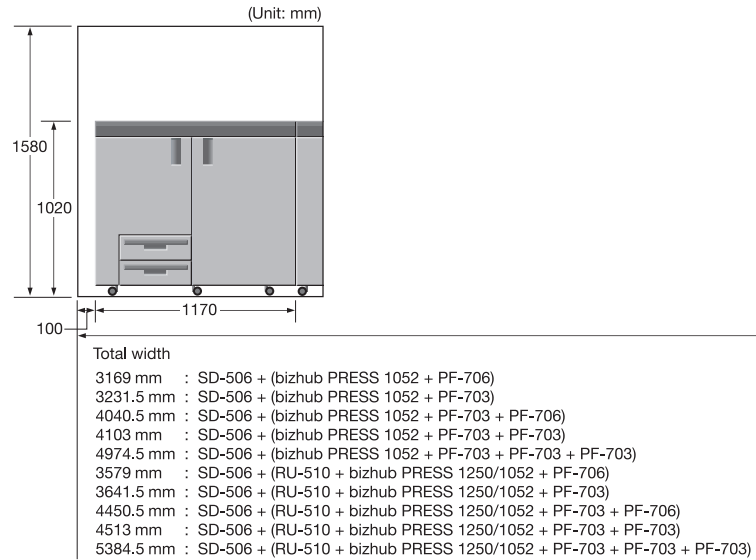 (Unit: mm)
1580
1020
1170
100
Total width
3169 mm : SD-506 + (bizhub PRESS 1052 + PF-706)
3231.5 mm : SD-506 + (bizhub PRESS 1052 + PF-703)
4040.5 mm : SD-506 + (bizhub PRESS 1052 + PF-703 + PF-706)
4103 mm : SD-506 + (bizhub PRESS 1052 + PF-703 + PF-703)
4974.5 mm : SD-506 + (bizhub PRESS 1052 + PF-703 + PF-703 + PF-703)
3579 mm : SD-506 + (RU-510 + bizhub PRESS 1250/1052 + PF-706)
3641.5 mm : SD-506 + (RU-510 + bizhub PRESS 1250/1052 + PF-703)
4450.5 mm : SD-506 + (RU-510 + bizhub PRESS 1250/1052 + PF-703 + PF-706)
4513 mm : SD-506 + (RU-510 + bizhub PRESS 1250/1052 + PF-703 + PF-703)
5384.5 mm : SD-506 + (RU-510 + bizhub PRESS 1250/1052 + PF-703 + PF-703 + PF-703)